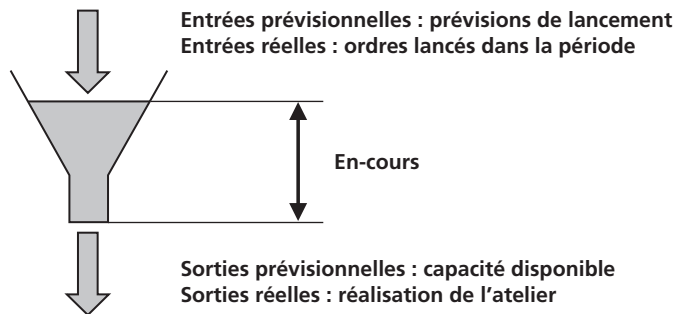 Entrées prévisionnelles : prévisions de lancement
Entrées réelles : ordres lancés dans la période
En-cours
Sorties prévisionnelles : capacité disponible
Sorties réelles : réalisation de l’atelier